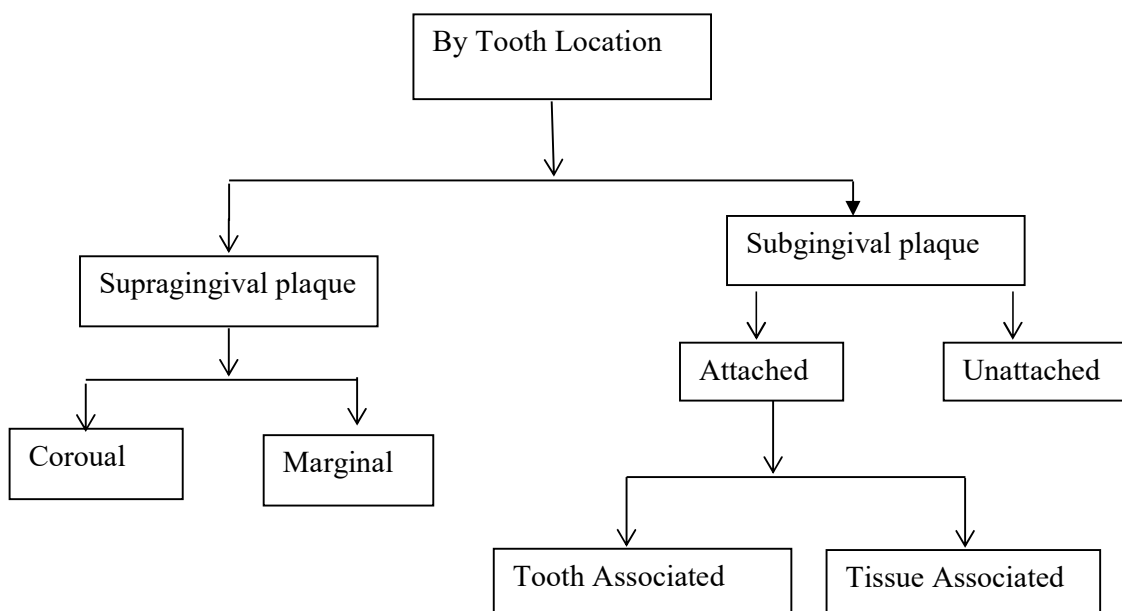 By Tooth Location
Subgingival plaque
Supragingival plaque
Attached
Unattached
Coroual
Marginal
Tooth Associated
Tissue Associated